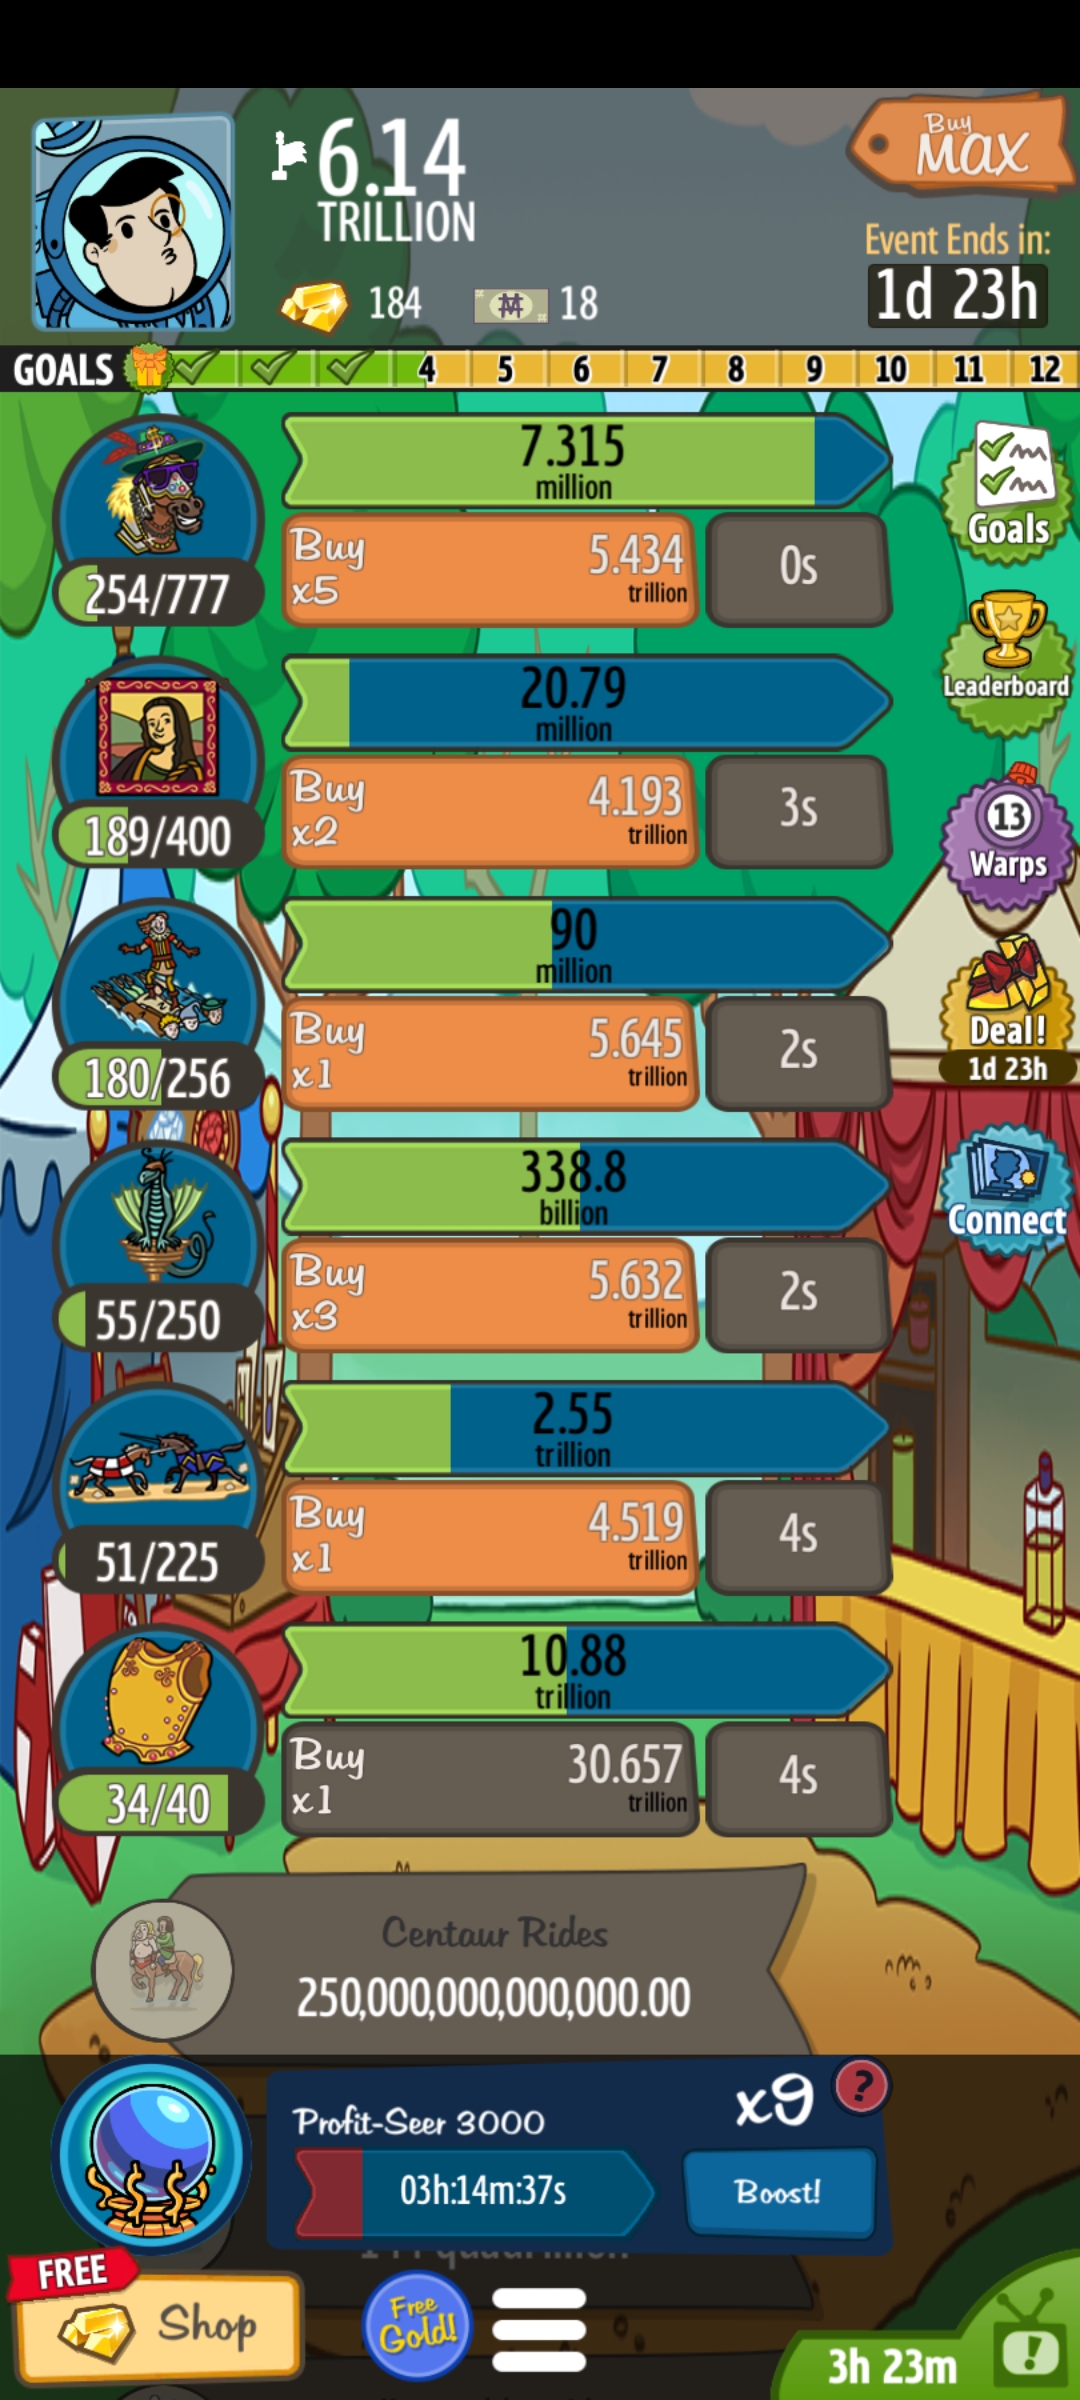 6.14
TRILLION
Buy
MAX
Event Ends in:
1d 23h
184
18
GOALS 4 5 6 7 8 9 10 11 12
7.315
million
254/777
Buy
x5
5.434
trillion
0s
Goals
20.79
million
189/400
Buy
x2
4.193
trillion
3s
Leaderboard
90
million
180/256
Buy
x1
5.645
trillion
2s
13
Warps
338.8
billion
55/250
Buy
x3
5.632
trillion
2s
Deal!
1d 23h
2.55
trillion
51/225
Buy
x1
4.519
trillion
4s
Connect
10.88
trillion
34/40
Buy
x1
30.657
trillion
4s
Centaur Rides
250,000,000,000,000.00
Profit-Seer 3000
x9
?
03h:14m:37s
Boost!
FREE
Shop
Free
Gold!
3h 23m
!